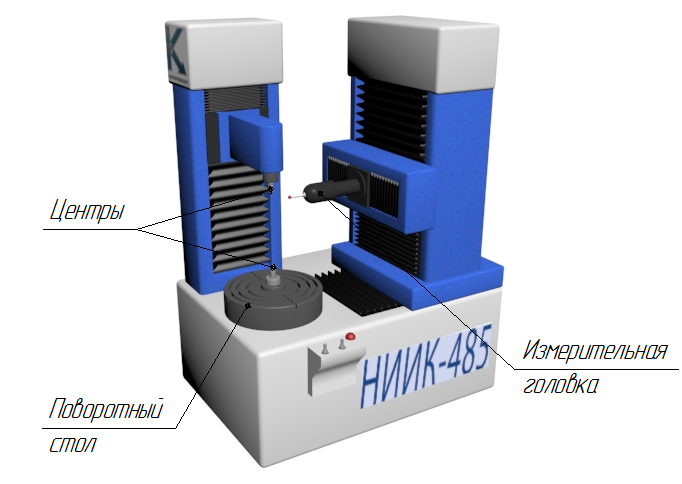 К
Центры
НИИК-485
Измерительная
головка
Поворотный
стол